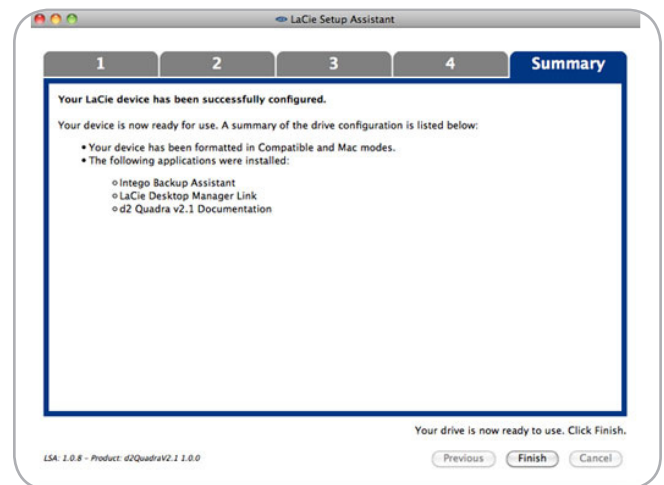 LaCie Setup Assistant
1 2 3 4 Summary
Your LaCie device has been successfully configured.
Your device is now ready for use. A summary of the drive configuration is listed below:
• Your device has been formatted in Compatible and Mac modes.
• The following applications were installed:
Intego Backup Assistant
LaCie Desktop Manager Link
d2 Quadra v2.1 Documentation
Your drive is now ready to use. Click Finish.
LSA: 1.0.8 – Product: d2QuadraV2.1 1.0.0
Previous Finish Cancel